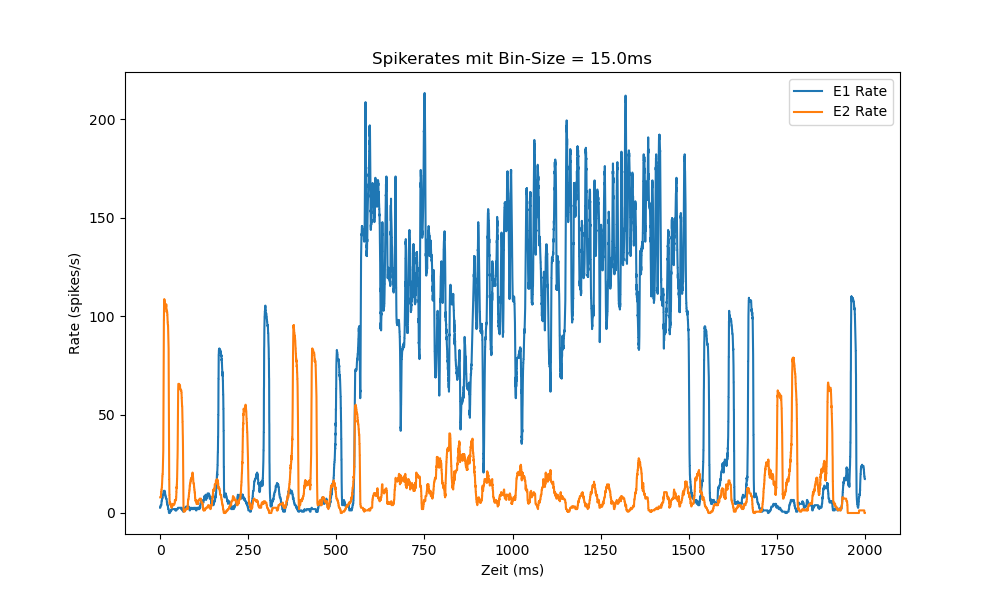 Spikerates mit Bin-Size = 15.0ms
E1 Rate
E2 Rate
Rate (spikes/s)
200
150
100
50
0
0 250 500 750 1000 1250 1500 1750 2000
Zeit (ms)